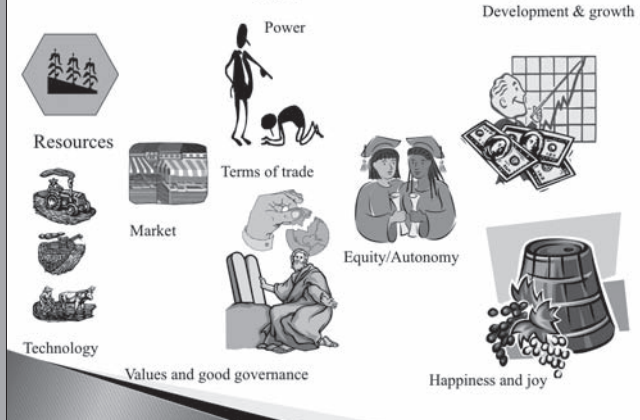 Power
Development & growth
Resources
Terms of trade
Market
Equity/Autonomy
Technology
Values and good governance
Happiness and joy